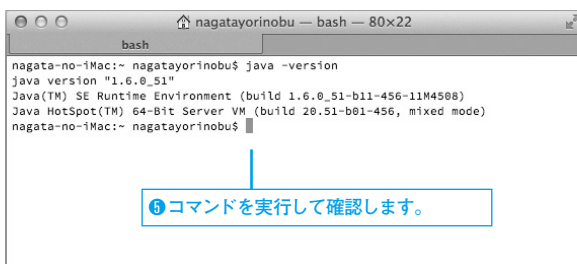 nagatayorinobu — bash — 80×22
bash
nagata-no-iMac:~ nagatayorinobu$ java -version
java version "1.6.0_51"
Java(TM) SE Runtime Environment (build 1.6.0_51-b11-456-11M4508)
Java HotSpot(TM) 64-Bit Server VM (build 20.51-b01-456, mixed mode)
nagata-no-iMac:~ nagatayorinobu$
❺コマンドを実行して確認します。